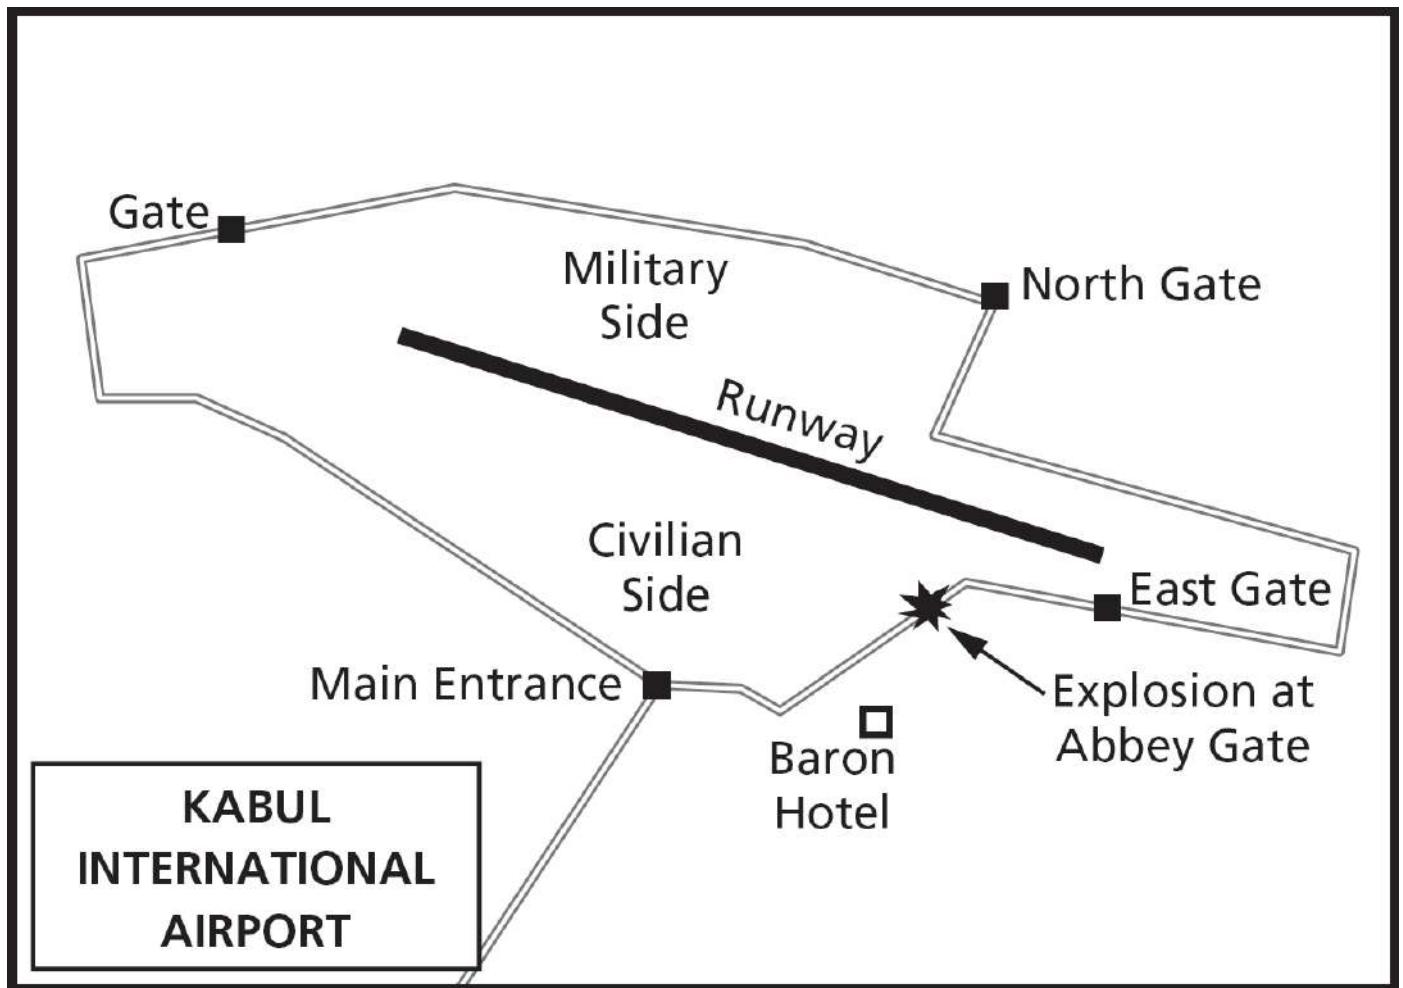 Gate
Military
Side
North Gate
Runway
Civilian
Side
East Gate
Main Entrance
Explosion at
Abbey Gate
Baron
Hotel
KABUL
INTERNATIONAL
AIRPORT